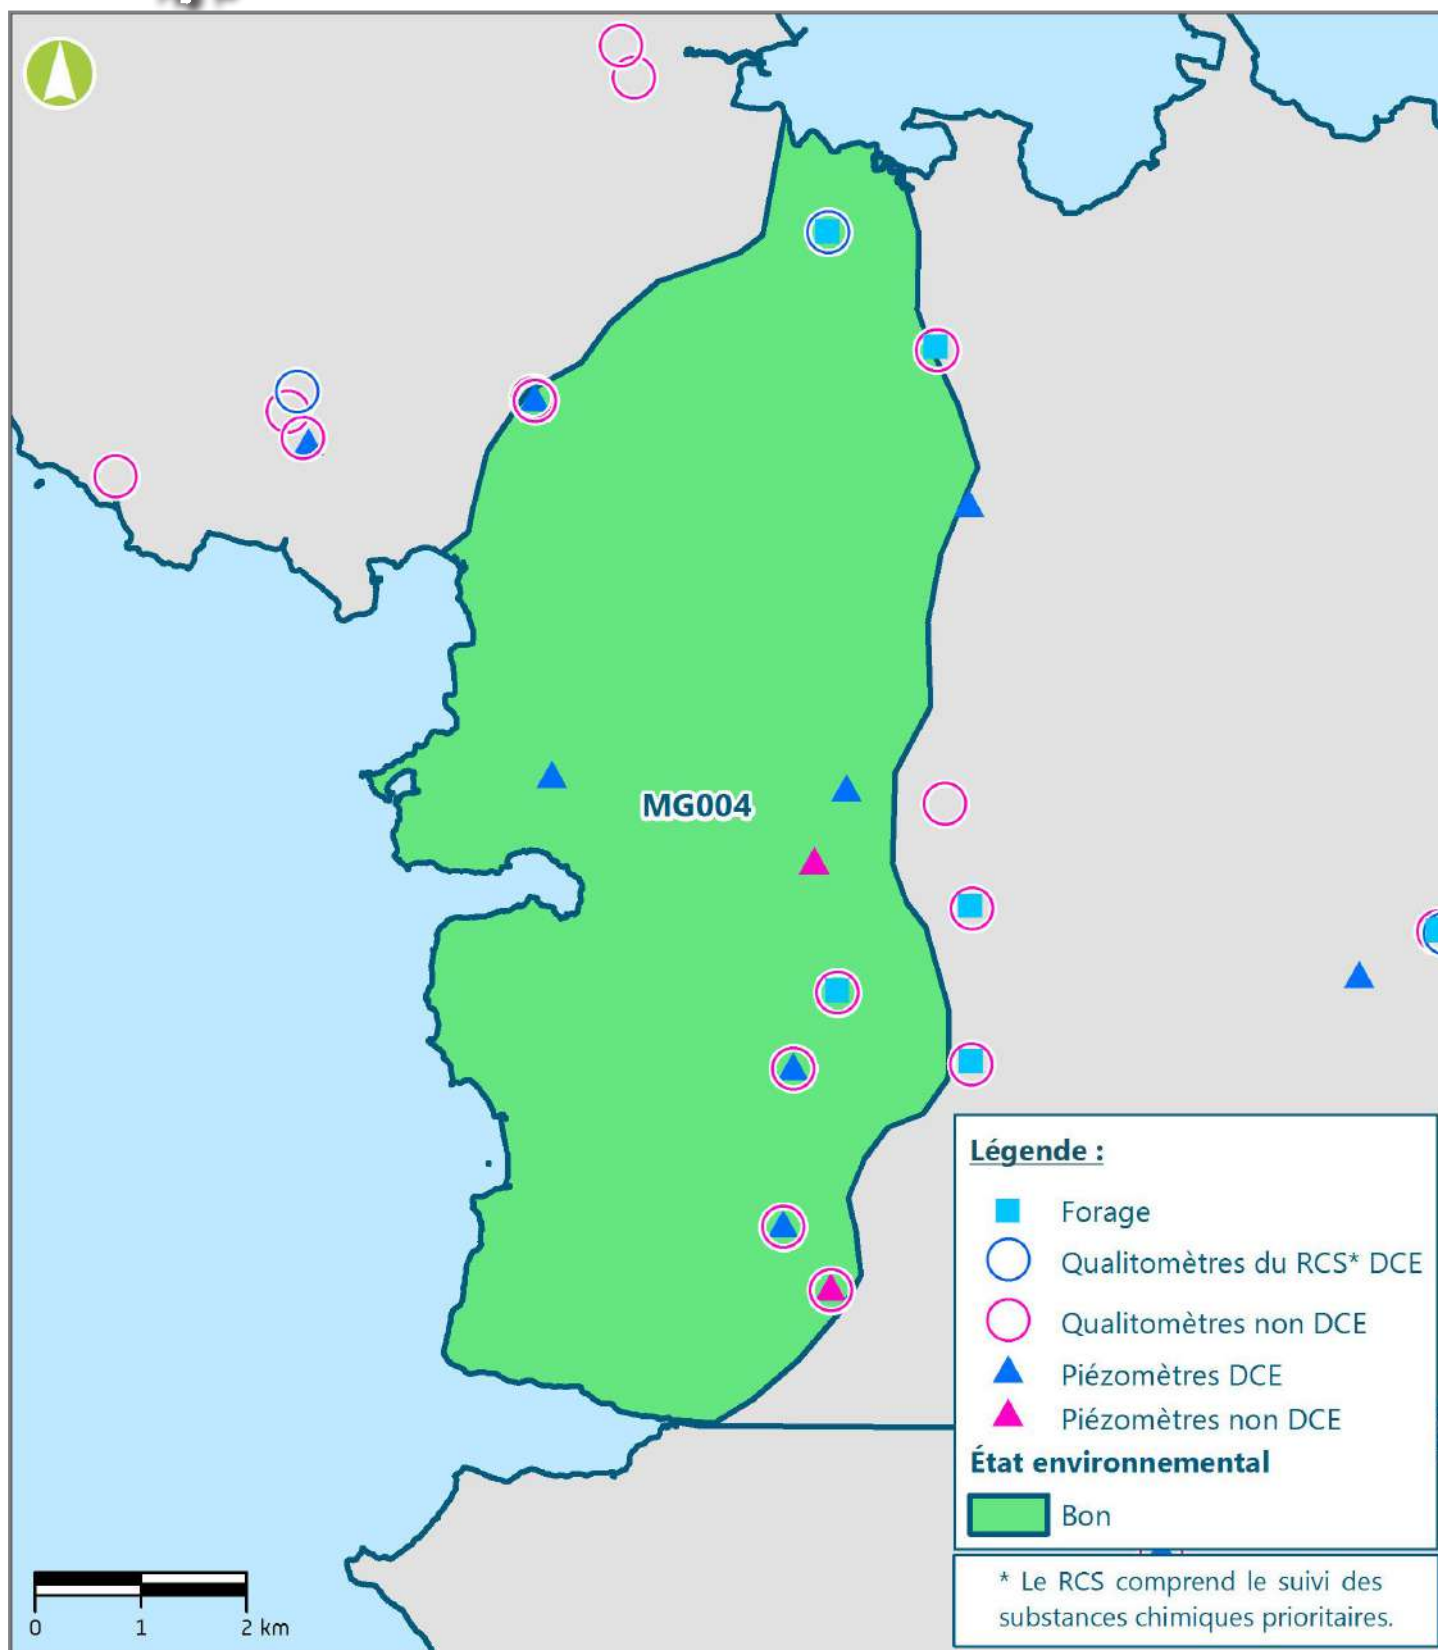 MG004
Légende :
Forage
Qualitomètres du RCS* DCE
Qualitomètres non DCE
Piézomètres DCE
Piézomètres non DCE
État environnemental
Bon
* Le RCS comprend le suivi des
substances chimiques prioritaires.
0 1 2 km